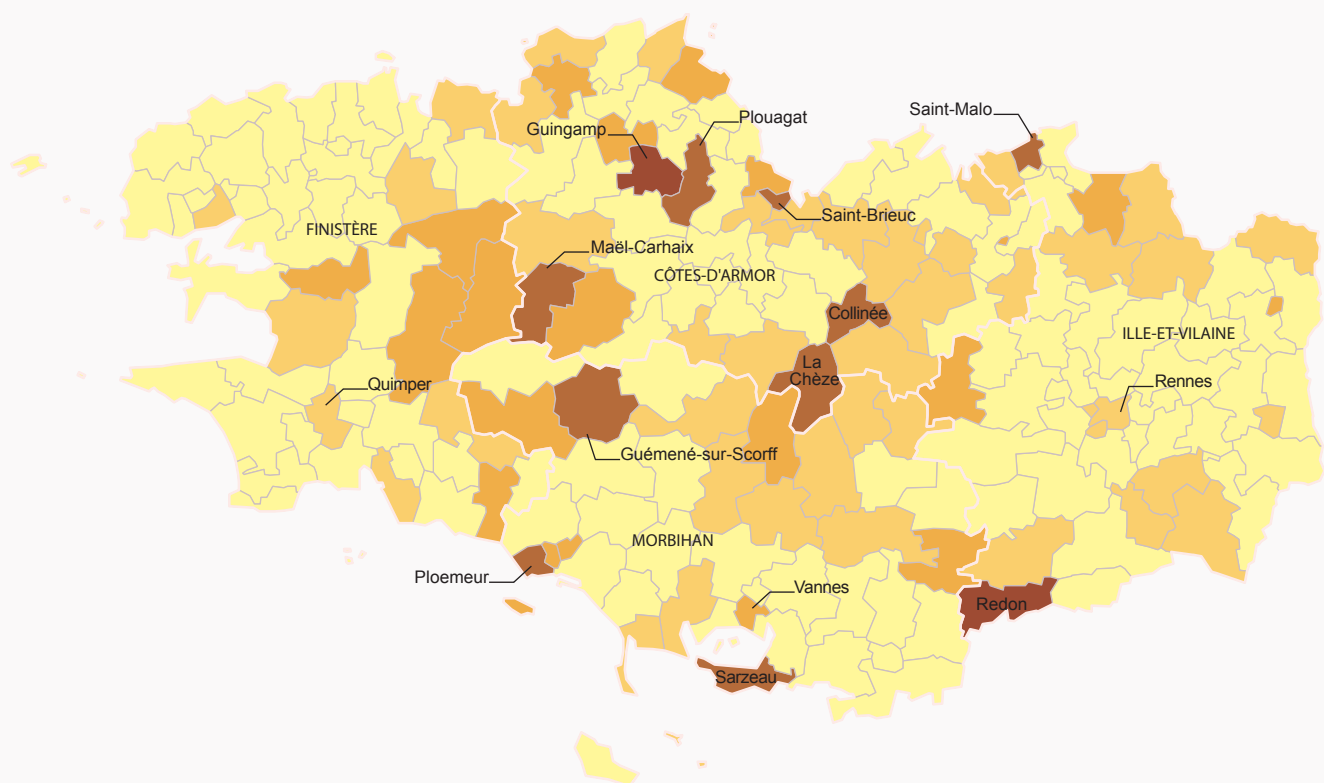 Saint-Malo
Plouagat
Guingamp
Saint-Brieuc
FINISTÈRE
Maël-Carhaix
CÔTES-D'ARMOR
Collinée
ILLE-ET-VILAINE
La
Chèze
Quimper
Rennes
Guémené-sur-Scorff
MORBIHAN
Ploemeur
Vannes
Redon
Sarzeau